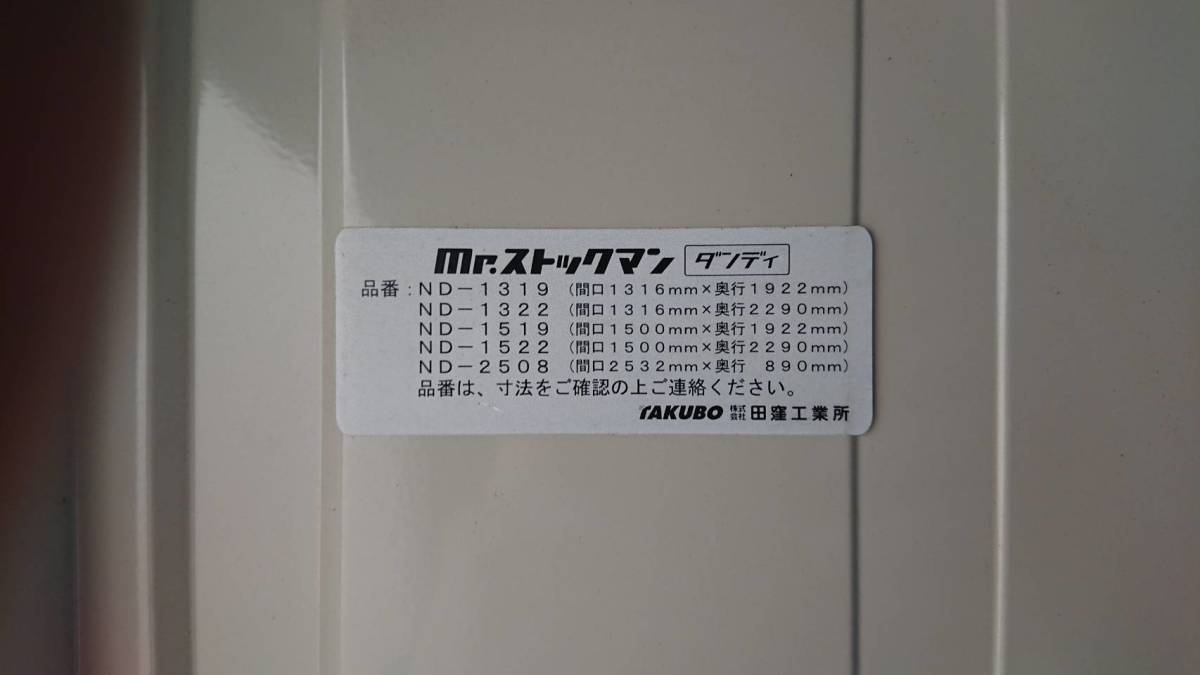 Mr.ストックマン ダンディ
品番：ND－1319（間口1316mm×奥行1922mm）
ND－1322（間口1316mm×奥行2290mm）
ND－1519（間口1500mm×奥行1922mm）
ND－1522（間口1500mm×奥行2290mm）
ND－2508（間口2532mm×奥行 890mm）
品番は、寸法をご確認の上ご連絡ください。
TAKUBO 株式会社 田窪工業所